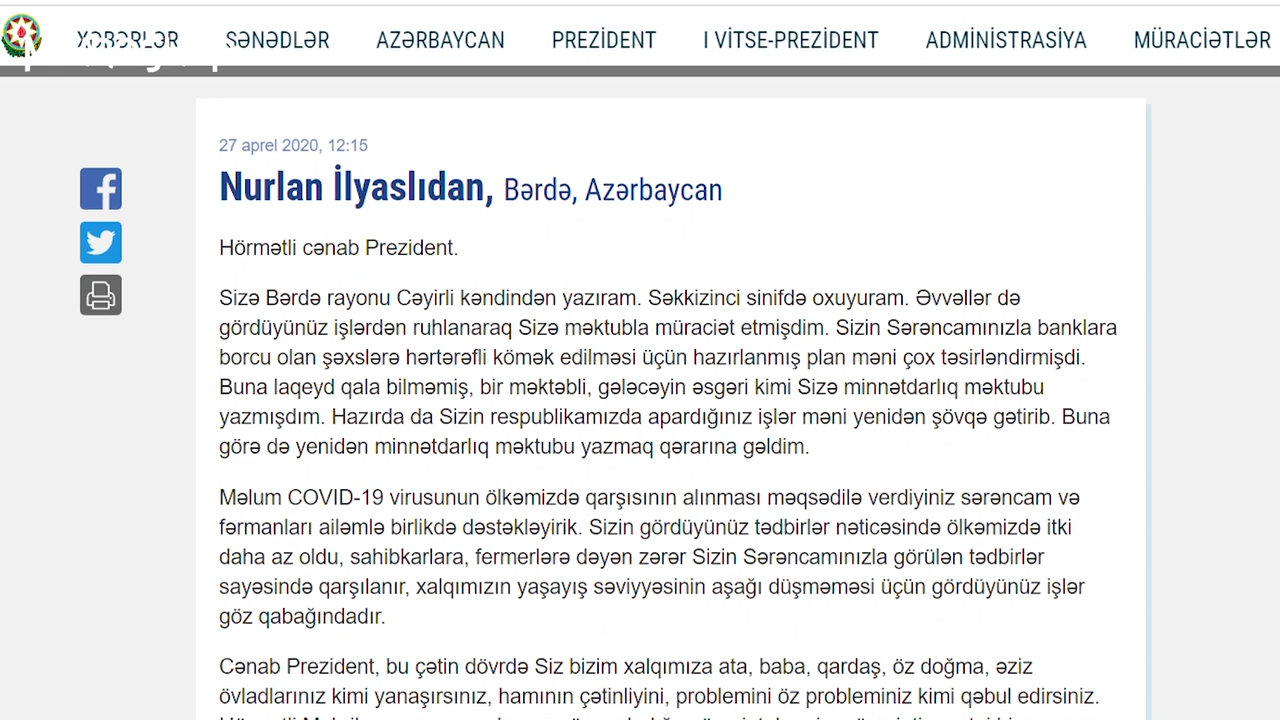 XƏBƏRLƏR SƏNƏDLƏR AZƏRBAYCAN PREZİDENT I VİTSE-PREZİDENT ADMİNİSTRASİYA MÜRACİƏTLƏR
27 aprel 2020, 12:15
Nurlan İlyaslıdan, Bərdə, Azərbaycan
Hörmətli cənab Prezident.
Sizə Bərdə rayonu Cəyirli kəndindən yazıram. Səkkizinci sinifdə oxuyuram. Əvvəllər də
gördüyünüz işlərdən ruhlanaraq Sizə məktubla müraciət etmişdim. Sizin Sərəncamınızla banklara
borcu olan şəxslərə hərtərəfli kömək edilməsi üçün hazırlanmış plan məni çox təsirləndirmişdi.
Buna laqeyd qala bilməmiş, bir məktəbli, gələcəyin əsgəri kimi Sizə minnətdarlıq məktubu
yazmışdım. Hazırda da Sizin respublikamızda apardığınız işlər məni yenidən şövqə gətirib. Buna
görə də yenidən minnətdarlıq məktubu yazmaq qərarına gəldim.
Məlum COVID-19 virusunun ölkəmizdə qarşısının alınması məqsədilə verdiyiniz sərəncam və
fərmanları ailəmlə birlikdə dəstəkləyirik. Sizin gördüyünüz tədbirlər nəticəsində ölkəmizdə itki
daha az oldu, sahibkarlara, fermerlərə dəyən zərər Sizin Sərəncamınızla görülən tədbirlər
sayəsində qarşılanır, xalqımızın yaşayış səviyyəsinin aşağı düşməməsi üçün gördüyünüz işlər
göz qabağındadır.
Cənab Prezident, bu çətin dövrdə Siz bizim xalqımıza ata, baba, qardaş, öz doğma, əziz
övladlarınız kimi yanaşırsınız, hamının çətinliyini, problemini öz probleminiz kimi qəbul edirsiniz.